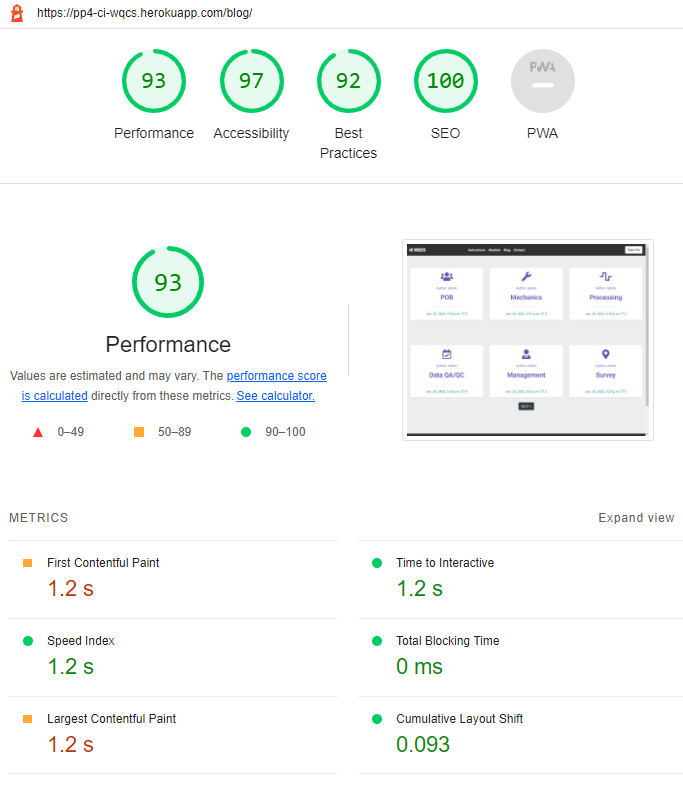 https://pp4-ci-wqcs.herokuapp.com/blog/
93 97 92 100 PWA
Performance Accessibility Best Practices SEO PWA
93
Performance
Values are estimated and may vary. The performance score
is calculated directly from these metrics. See calculator.
0–49 50–89 90–100
WQCS Instructions Blog Contact
POB Mechanics Processing
Data QA/QC Management Survey
METRICS Expand view
First Contentful Paint Time to Interactive
1.2 s 1.2 s
Speed Index Total Blocking Time
1.2 s 0 ms
Largest Contentful Paint Cumulative Layout Shift
1.2 s 0.093